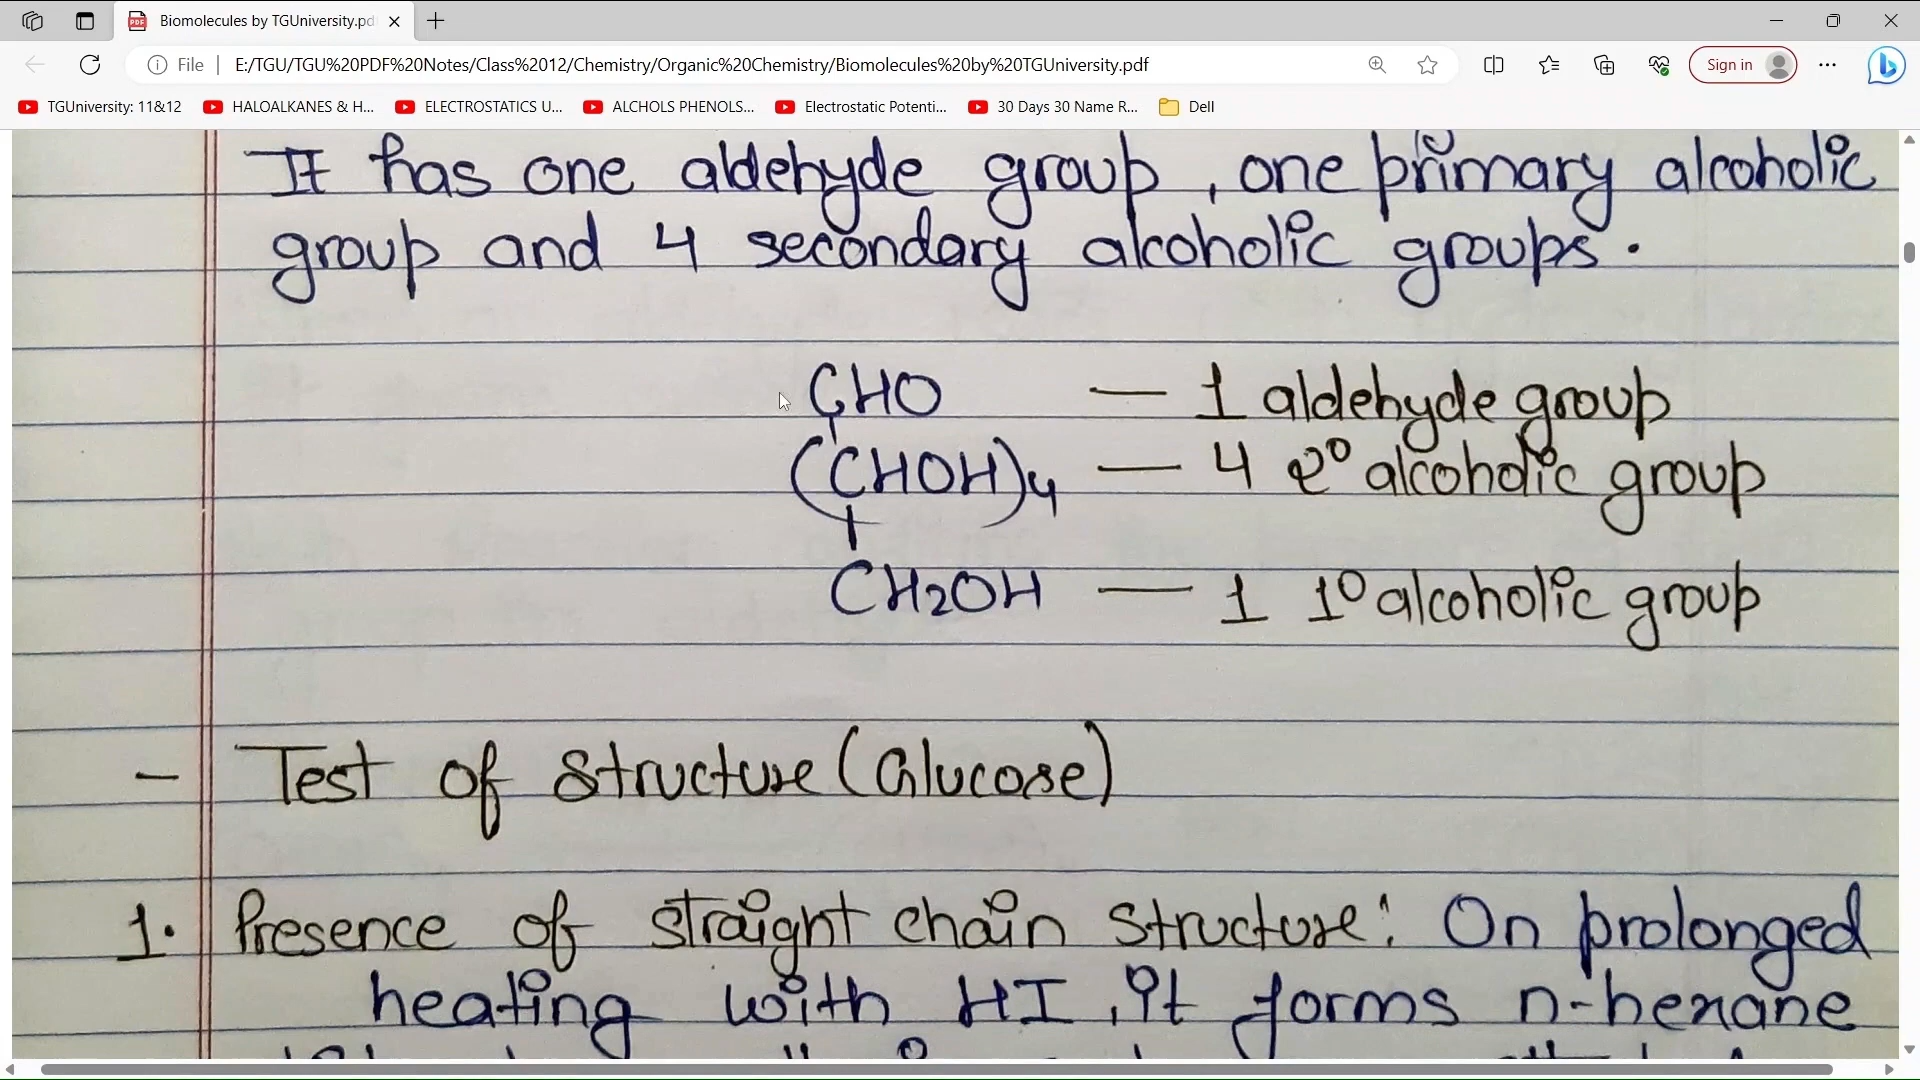 Biomolecules by TGUniversity.pd
File
E:/TGU/TGU%20PDF%20Notes/Class%2012/Chemistry/Organic%20Chemistry/Biomolecules%20by%20TGUniversity.pdf
Sign in
TGUniversity: 11&12 HALOALKANES & H... ELECTROSTATICS U... ALCHOLS PHENOLS... Electrostatic Potenti... 30 Days 30 Name R... Dell
It has one aldehyde group, one primary alcoholic
group and 4 secondary alcoholic groups.
CHO — 1 aldehyde group
(CHOH)4 — 4 2° alcoholic group
CH2OH — 1 1° alcoholic group
- Test of structure (Glucose)
1. Presence of straight chain structure: On prolonged
heating with HI, it forms n-hexane